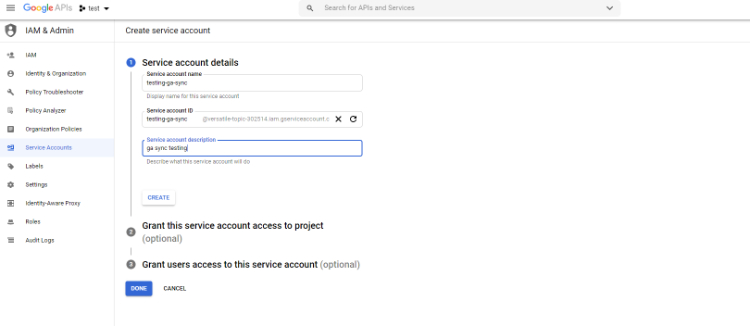 Google APIs
test
Search for APIs and Services
IAM & Admin
Create service account
IAM
Identity & Organization
Policy Troubleshooter
Policy Analyzer
Organization Policies
Service Accounts
Labels
Settings
Identity-Aware Proxy
Roles
Audit Logs
1 Service account details
Service account name
testing-ga-sync
Display name for this service account
Service account ID
testing-ga-sync @versatile-topic-302514.iam.gserviceaccount.c
Service account description
ga sync testing
Describe what this service account will do
CREATE
2 Grant this service account access to project
(optional)
3 Grant users access to this service account (optional)
DONE CANCEL